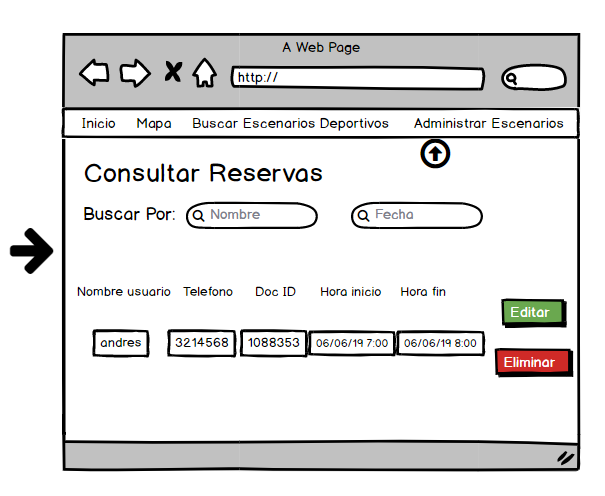 A Web Page
http://
Inicio Mapa Buscar Escenarios Deportivos Administrar Escenarios
Consultar Reservas
Buscar Por: Nombre Fecha
Nombre usuario Telefono Doc ID Hora inicio Hora fin
Editar
andres 3214568 1088353 06/06/19 7:00 06/06/19 8:00
Eliminar